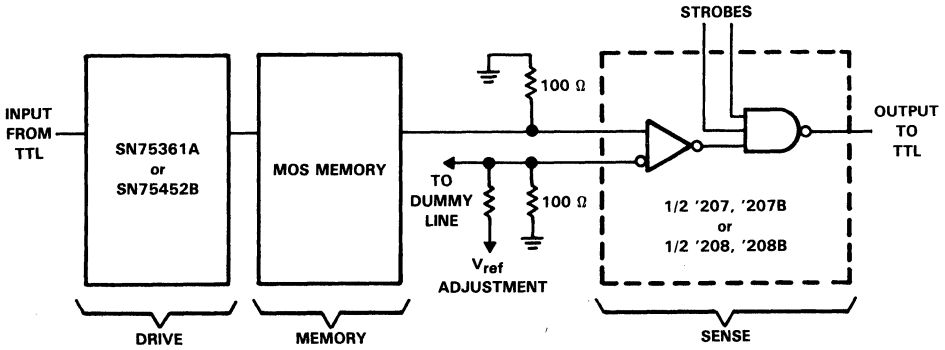 STROBES
INPUT
FROM
TTL
SN75361A
or
SN75452B
MOS MEMORY
100 Ω
TO
DUMMY
LINE
100 Ω
Vref
ADJUSTMENT
1/2 '207, '207B
or
1/2 '208, '208B
OUTPUT
TO
TTL
DRIVE
MEMORY
SENSE